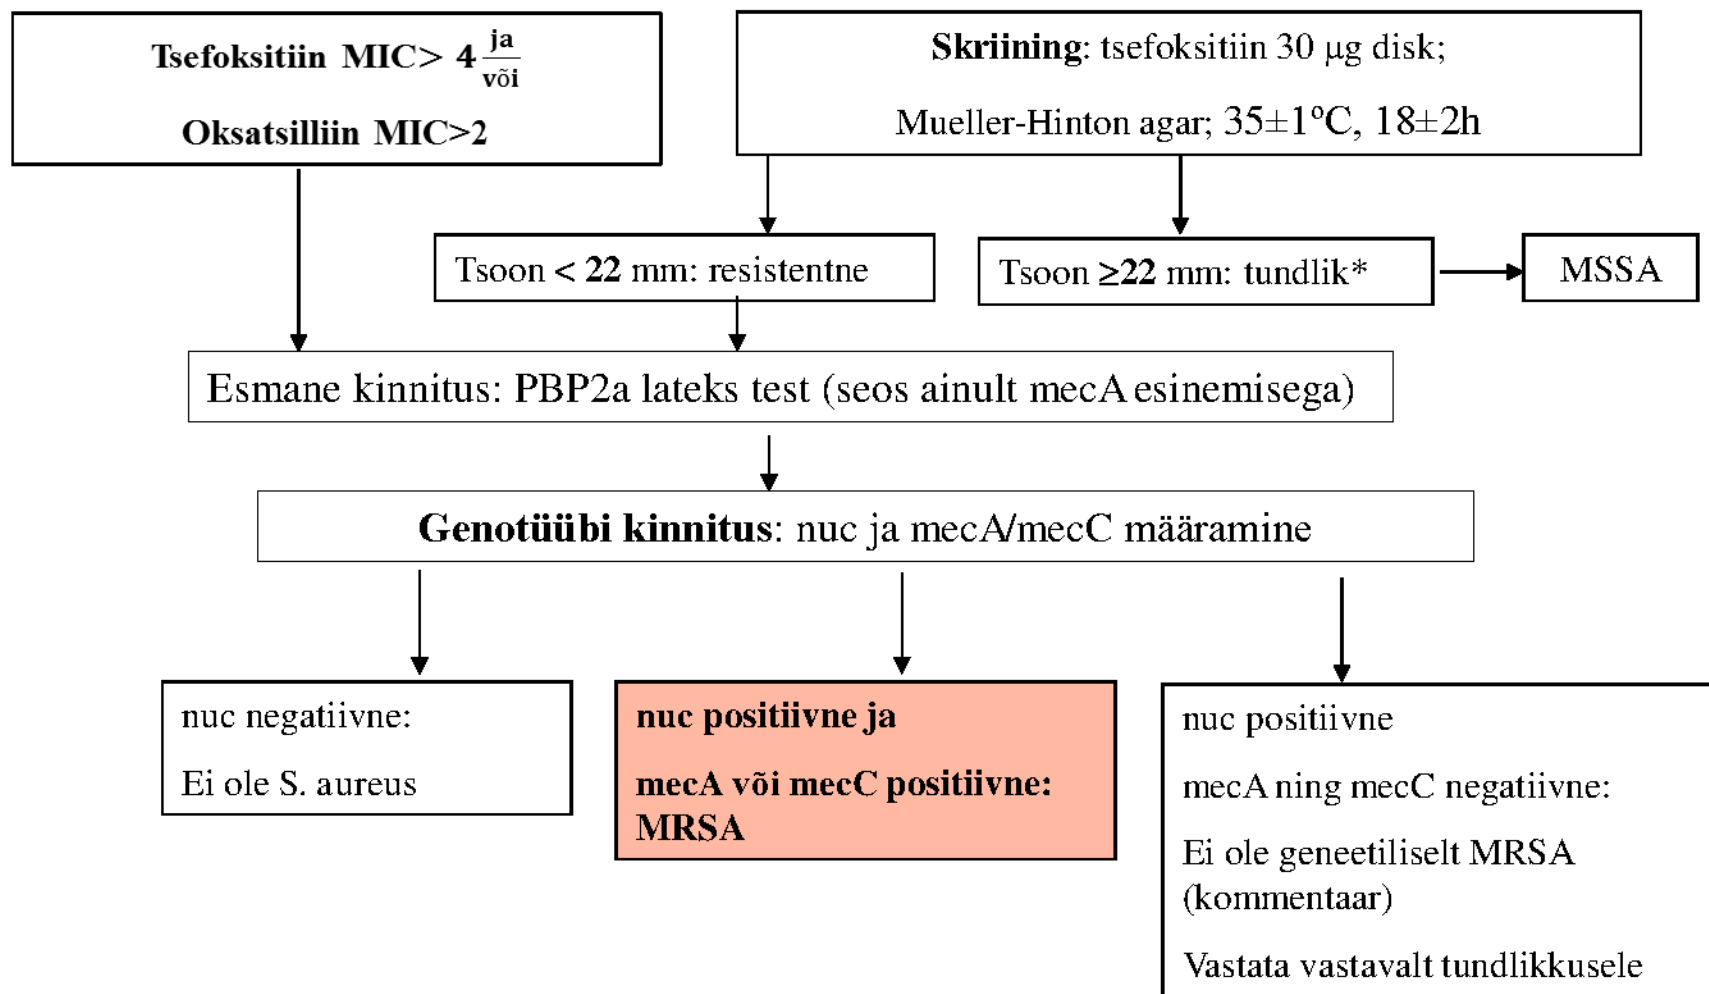 Tsefoksitiin MIC> 4 ja/või
Oksatsilliin MIC>2
Skriining: tsefoksitiin 30 µg disk;
Mueller-Hinton agar; 35±1ºC, 18±2h
Tsoon < 22 mm: resistentne
Tsoon ≥22 mm: tundlik*
MSSA
Esmane kinnitus: PBP2a lateks test (seos ainult mecA esinemisega)
Genotüübi kinnitus: nuc ja mecA/mecC määramine
nuc negatiivne:
Ei ole S. aureus
nuc positiivne ja
mecA või mecC positiivne:
MRSA
nuc positiivne
mecA ning mecC negatiivne:
Ei ole geneetiliselt MRSA
(kommentaar)
Vastata vastavalt tundlikkusele